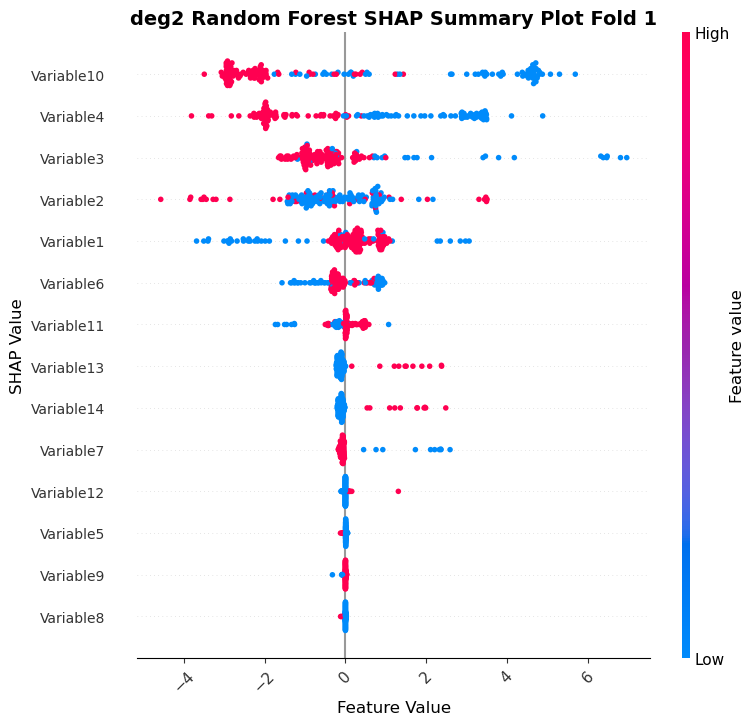 deg2 Random Forest SHAP Summary Plot Fold 1
High
Variable10
Variable4
Variable3
Variable2
Variable1
Variable6
Variable11
Variable13
Variable14
Variable7
Variable12
Variable5
Variable9
Variable8
SHAP Value
Feature value
Low
−4
−2
0
2
4
6
Feature Value